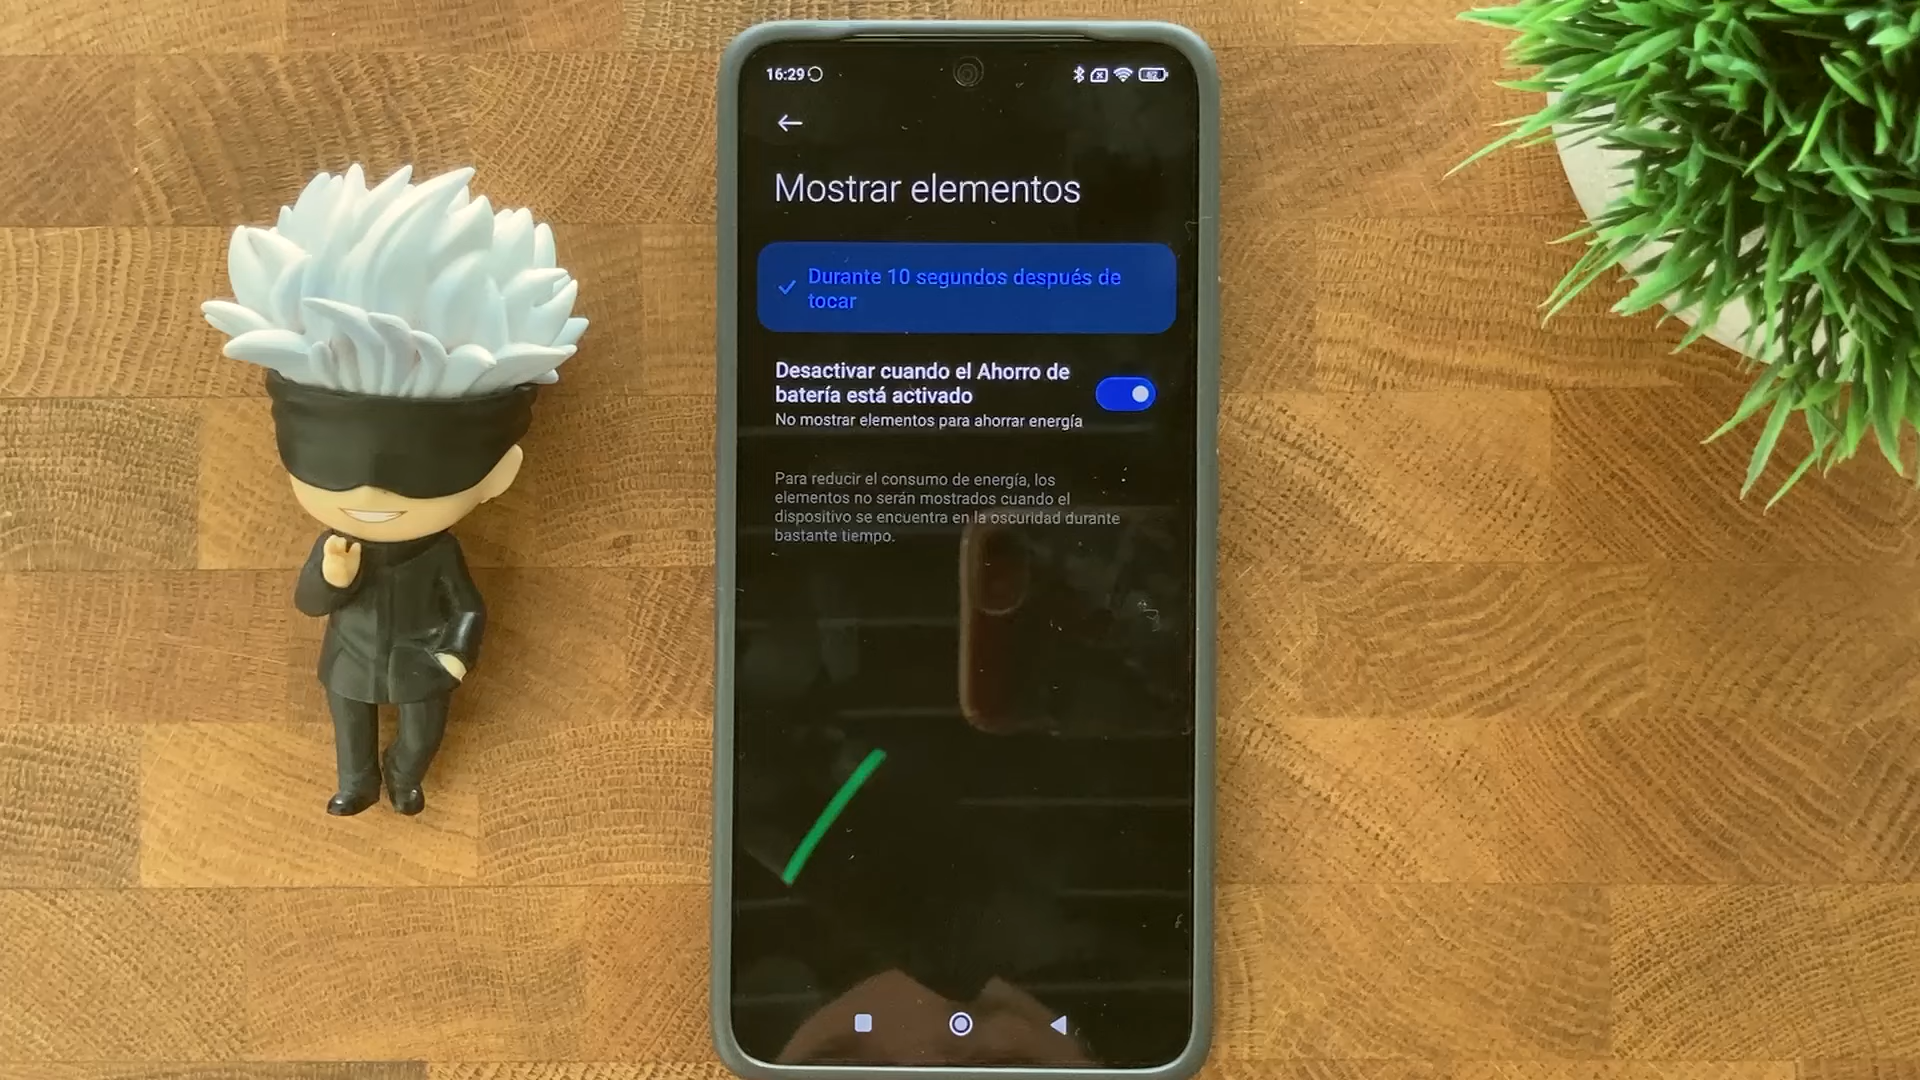 16:29
62
Mostrar elementos
Durante 10 segundos después de
tocar
Desactivar cuando el Ahorro de
batería está activado
No mostrar elementos para ahorrar energía
Para reducir el consumo de energía, los
elementos no serán mostrados cuando el
dispositivo se encuentra en la oscuridad durante
bastante tiempo.